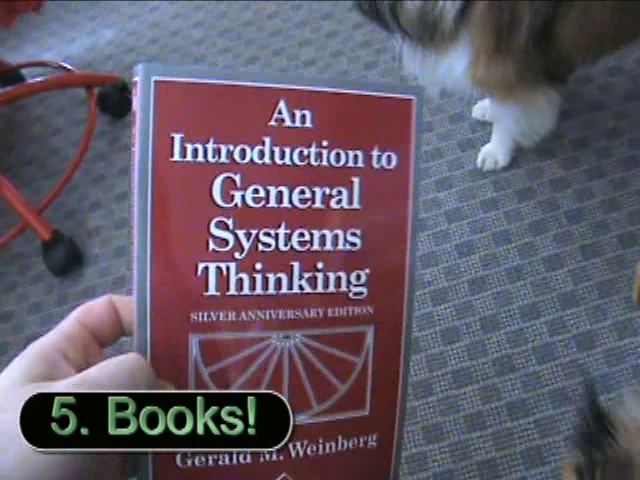 An
Introduction to
General
Systems
Thinking
SILVER ANNIVERSARY EDITION
5. Books!
Gerald M. Weinberg